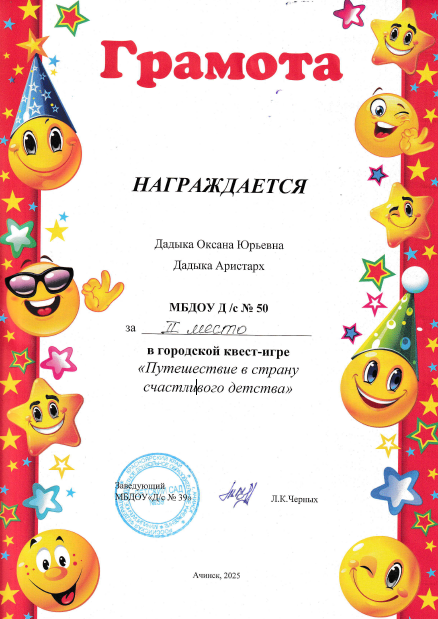 Грамота
НАГРАЖДАЕТСЯ
Дадыка Оксана Юрьевна
Дадыка Аристарх
МБДОУ Д /с № 50
за II место
в городской квест-игре
«Путешествие в страну
счастливого детства»
Заведующий
МБДОУ«Д/с № 39»
Л.К.Черных
Ачинск, 2025